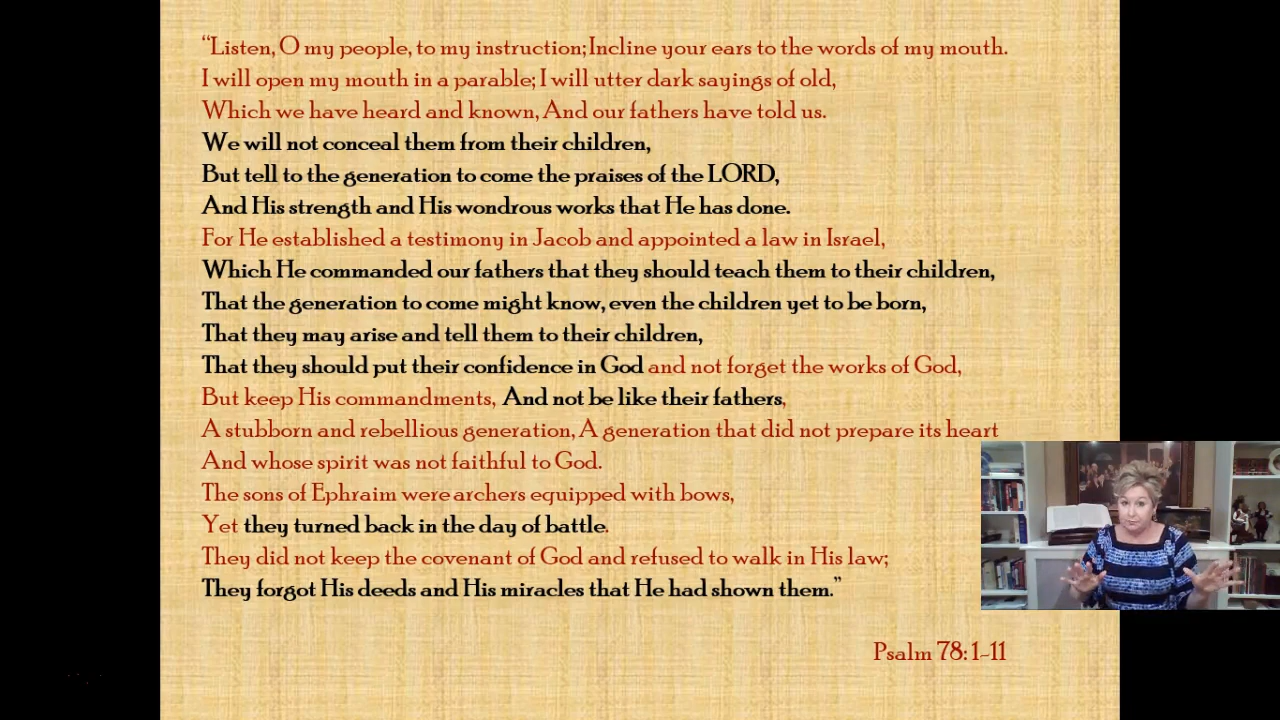 “Listen, O my people, to my instruction; Incline your ears to the words of my mouth.
I will open my mouth in a parable; I will utter dark sayings of old,
Which we have heard and known, And our fathers have told us.
We will not conceal them from their children,
But tell to the generation to come the praises of the LORD,
And His strength and His wondrous works that He has done.
For He established a testimony in Jacob and appointed a law in Israel,
Which He commanded our fathers that they should teach them to their children,
That the generation to come might know, even the children yet to be born,
That they may arise and tell them to their children,
That they should put their confidence in God and not forget the works of God,
But keep His commandments, And not be like their fathers,
A stubborn and rebellious generation, A generation that did not prepare its heart
And whose spirit was not faithful to God.
The sons of Ephraim were archers equipped with bows,
Yet they turned back in the day of battle.
They did not keep the covenant of God and refused to walk in His law;
They forgot His deeds and His miracles that He had shown them.”
Psalm 78:1-11